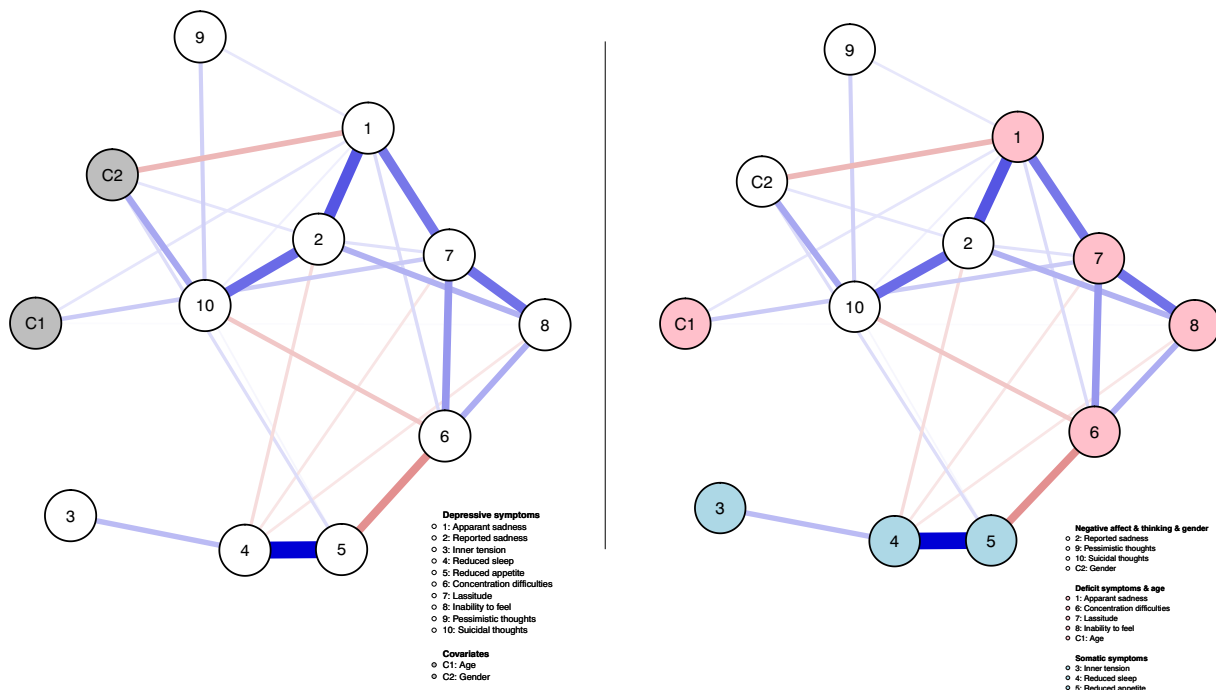 9
1
C2
2
7
10
C1
8
6
3
4
5
Depressive symptoms
1: Apparant sadness
2: Reported sadness
3: Inner tension
4: Reduced sleep
5: Reduced appetite
6: Concentration difficulties
7: Lassitude
8: Inability to feel
9: Pessimistic thoughts
10: Suicidal thoughts
Covariates
C1: Age
C2: Gender
9
1
C2
2
7
10
C1
8
6
3
4
5
Negative affect & thinking & gender
2: Reported sadness
9: Pessimistic thoughts
10: Suicidal thoughts
C2: Gender
Deficit symptoms & age
1: Apparant sadness
6: Concentration difficulties
7: Lassitude
8: Inability to feel
C1: Age
Somatic symptoms
3: Inner tension
4: Reduced sleep
5: Reduced appetite